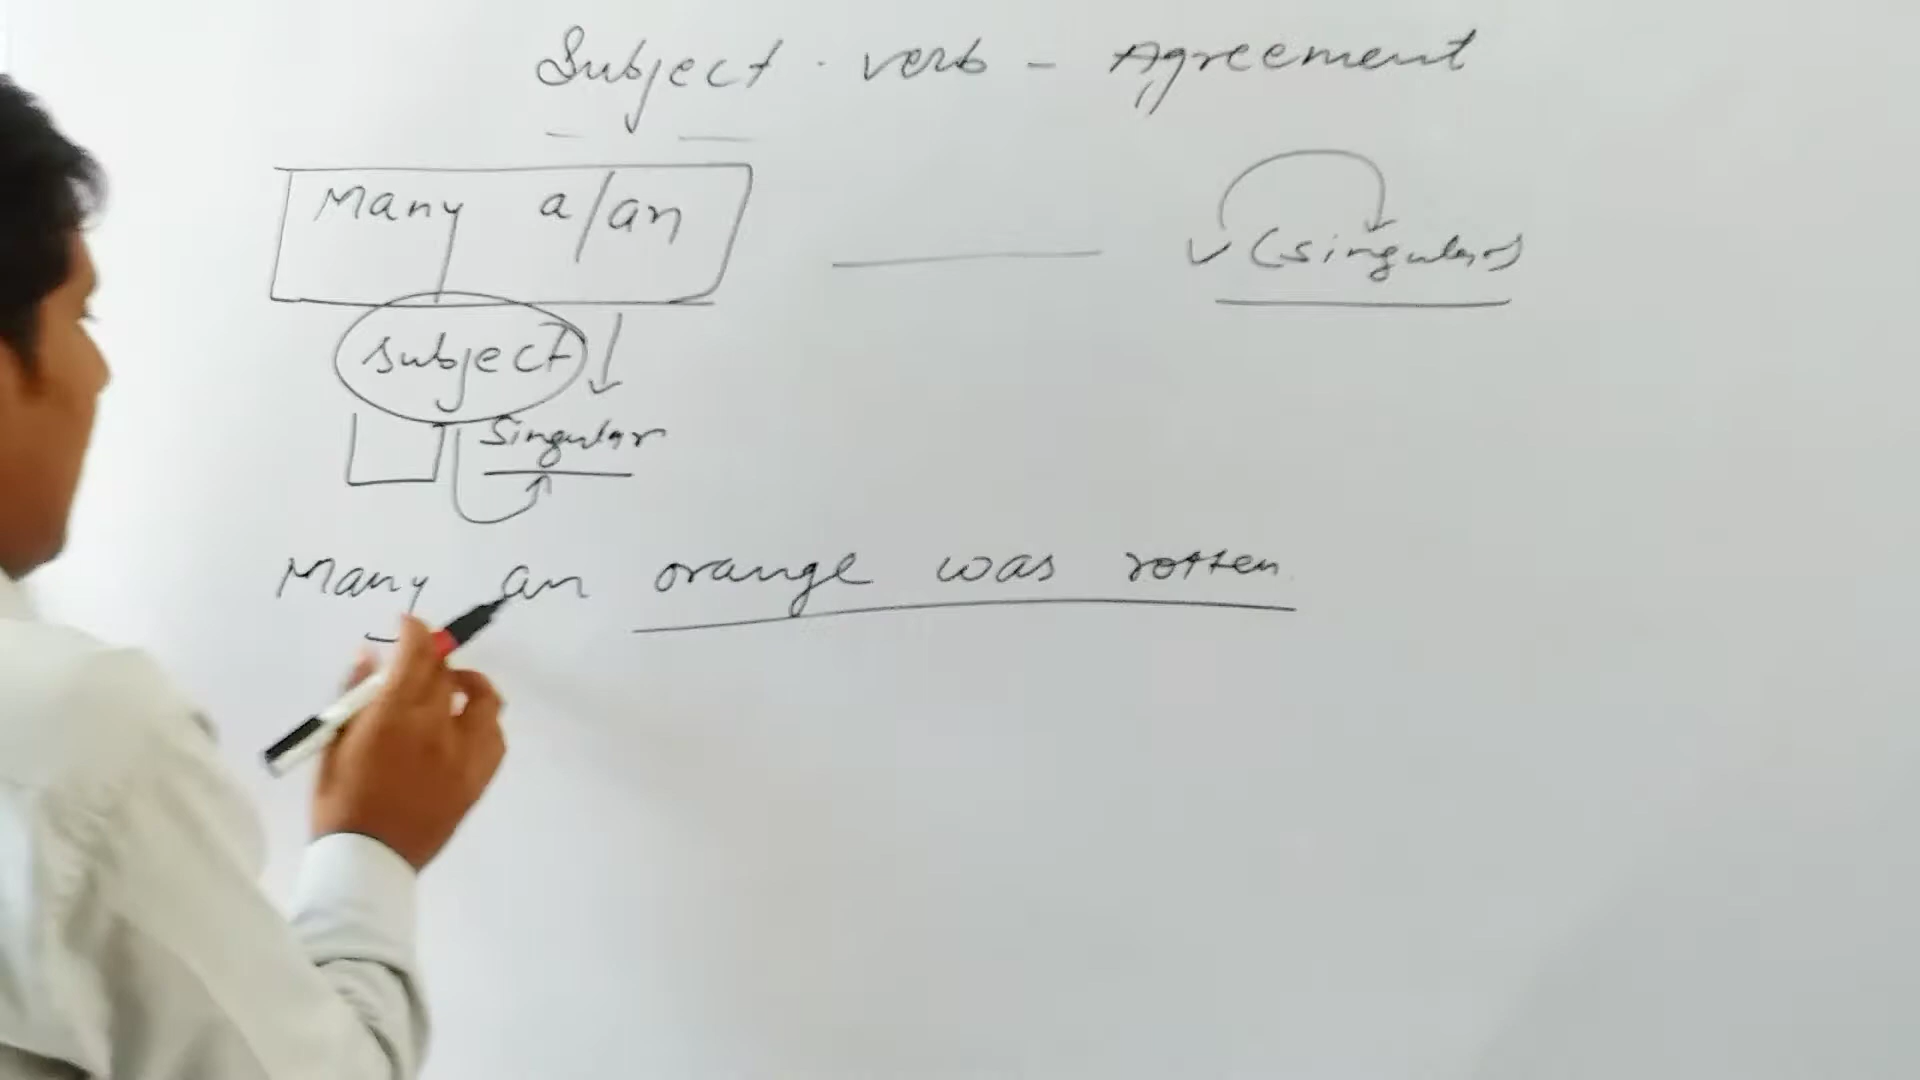 Subject - verb - Agreement
Many a/an ______ v (singular)
subject
Singular
Many an orange was rotten.